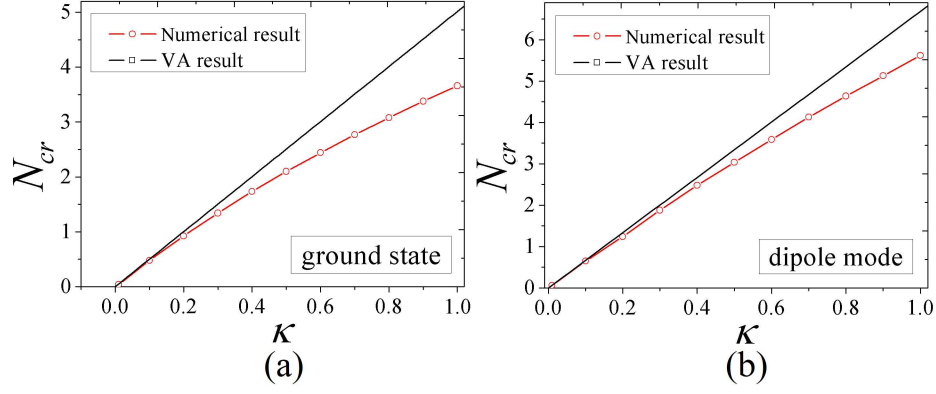 5
4
3
2
1
0
N_cr
Numerical result
VA result
ground state
0.0 0.2 0.4 0.6 0.8 1.0
κ
(a)
6
5
4
3
2
1
0
N_cr
Numerical result
VA result
dipole mode
0.0 0.2 0.4 0.6 0.8 1.0
κ
(b)